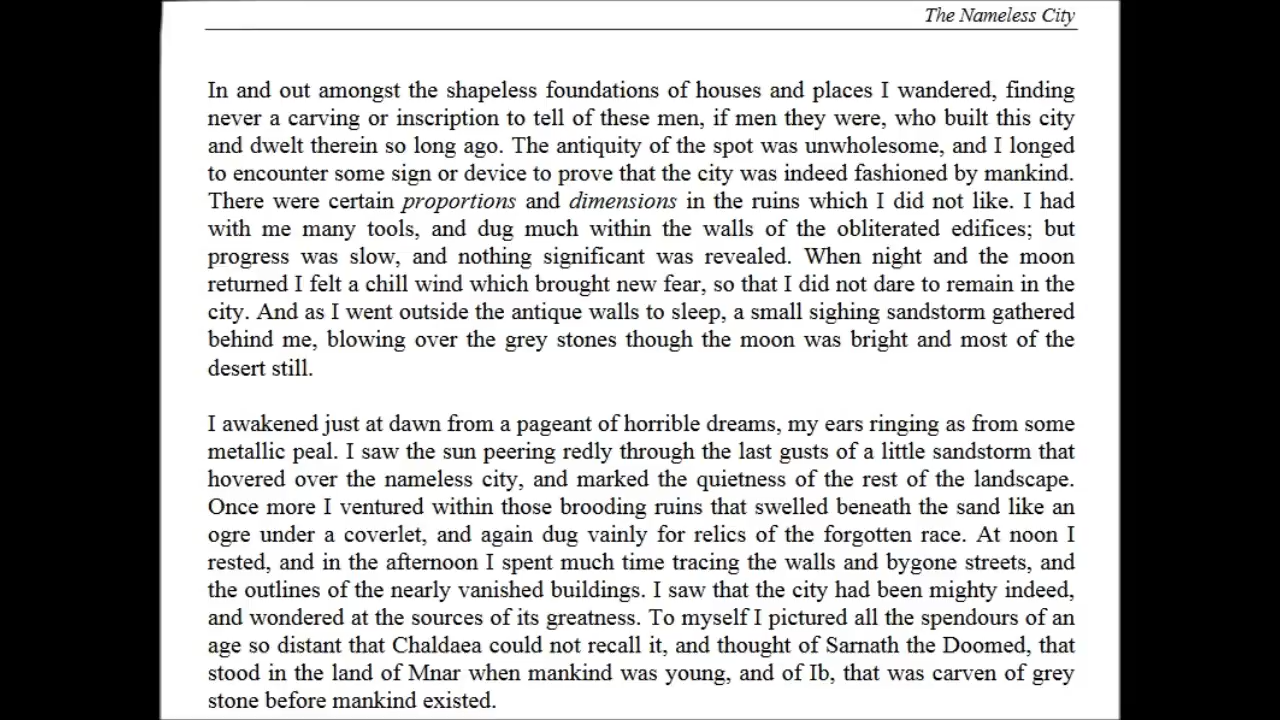 The Nameless City
In and out amongst the shapeless foundations of houses and places I wandered, finding
never a carving or inscription to tell of these men, if men they were, who built this city
and dwelt therein so long ago. The antiquity of the spot was unwholesome, and I longed
to encounter some sign or device to prove that the city was indeed fashioned by mankind.
There were certain proportions and dimensions in the ruins which I did not like. I had
with me many tools, and dug much within the walls of the obliterated edifices; but
progress was slow, and nothing significant was revealed. When night and the moon
returned I felt a chill wind which brought new fear, so that I did not dare to remain in the
city. And as I went outside the antique walls to sleep, a small sighing sandstorm gathered
behind me, blowing over the grey stones though the moon was bright and most of the
desert still.
I awakened just at dawn from a pageant of horrible dreams, my ears ringing as from some
metallic peal. I saw the sun peering redly through the last gusts of a little sandstorm that
hovered over the nameless city, and marked the quietness of the rest of the landscape.
Once more I ventured within those brooding ruins that swelled beneath the sand like an
ogre under a coverlet, and again dug vainly for relics of the forgotten race. At noon I
rested, and in the afternoon I spent much time tracing the walls and bygone streets, and
the outlines of the nearly vanished buildings. I saw that the city had been mighty indeed,
and wondered at the sources of its greatness. To myself I pictured all the spendours of an
age so distant that Chaldaea could not recall it, and thought of Sarnath the Doomed, that
stood in the land of Mnar when mankind was young, and of Ib, that was carven of grey
stone before mankind existed.